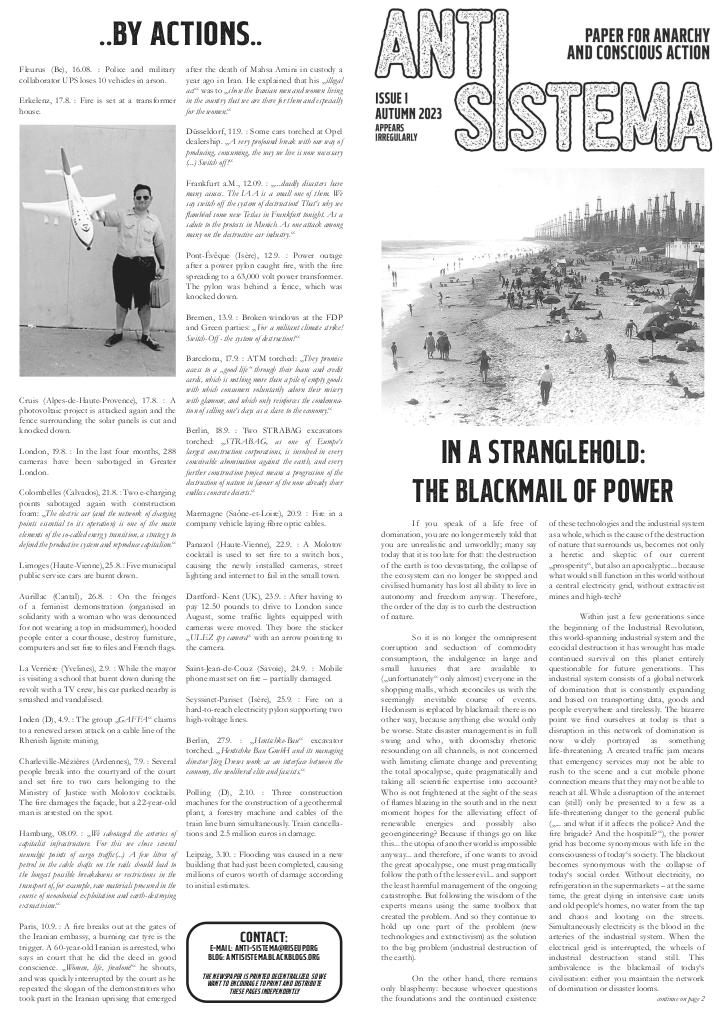 ..BY ACTIONS..
Fleurus (Be), 16.08. : Police and military
collaborator UPS loses 10 vehicles in arson.
Erkelenz, 17.8. : Fire is set at a transformer
house.
Cruis (Alpes-de-Haute-Provence), 17.8. : A
photovoltaic project is attacked again and the
fence surrounding the solar panels is cut and
knocked down.
London, 19.8. : In the last four months, 288
cameras have been sabotaged in Greater
London.
Colombelles (Calvados), 21.8. : Two e-charging
points sabotaged again with construction
foam: „The electric car (and the network of charging
points essential to its operation) is one of the main
elements of the so-called energy transition, a strategy to
defend the productive system and reproduce capitalism.“
Limoges (Haute-Vienne), 25.8. : Five municipal
public service cars are burnt down.
Aurillac (Cantal), 26.8. : On the fringes
of a feminist demonstration (organised in
solidarity with a woman who was denounced
for not wearing a top in midsummer), hooded
people enter a courthouse, destroy furniture,
computers and set fire to files and French flags.
La Verrière (Yvelines), 2.9. : While the mayor
is visiting a school that burnt down during the
revolt with a TV crew, his car parked nearby is
smashed and vandalised.
Inden (D), 4.9. : The group „GAFFA“ claims
to a renewed arson attack on a cable line of the
Rhenish lignite mining.
Charleville-Mézières (Ardennes), 7.9. : Several
people break into the courtyard of the court
and set fire to two cars belonging to the
Ministry of Justice with Molotov cocktails.
The fire damages the façade, but a 22-year-old
man is arrested on the spot.
Hamburg, 08.09. : „We sabotaged the arteries of
capitalist infrastructure. For this we chose several
neuralgic points of cargo traffic(...) A few litres of
petrol in the cable shafts on the rails should lead to
the longest possible breakdowns or restrictions in the
transport of, for example, raw materials procured in the
course of neocolonial exploitation and earth-destroying
extractivism.“
Paris, 10.9. : A fire breaks out at the gates of
the Iranian embassy, a burning car tyre is the
trigger. A 60-year-old Iranian is arrested, who
says in court that he did the deed in good
conscience. „Women, life, freedom!“ he shouts,
and was quickly interrupted by the court as he
repeated the slogan of the demonstrators who
took part in the Iranian uprising that emerged
after the death of Mahsa Amini in custody a
year ago in Iran. He explained that his „illegal
act“ was to „show the Iranian men and women living
in the country that we are there for them and especially
for the women.“
Düsseldorf, 11.9. : Some cars torched at Opel
dealership. „A very profound break with our way of
producing, consuming, the way we live is now necessary
(...) Switch off!“
Frankfurt a.M., 12.09. : „...deadly disasters have
many causes. The IAA is a small one of them. We
say switch off the system of destruction! That's why we
flambéed some new Teslas in Frankfurt tonight. As a
salute to the protests in Munich. As one attack among
many on the destructive car industry.“
Pont-Évêque (Isère), 12.9. : Power outage
after a power pylon caught fire, with the fire
spreading to a 63,000 volt power transformer.
The pylon was behind a fence, which was
knocked down.
Bremen, 13.9. : Broken windows at the FDP
and Green parties: „For a militant climate strike!
Switch-Off - the system of destruction!“
Barcelona, 17.9. : ATM torched: „They promise
access to a „good life“ through their loans and credit
cards, which is nothing more than a pile of empty goods
with which consumers voluntarily adorn their misery
with glamour, and which only reinforces the condemna-
tion of selling one's days as a slave to the economy.“
Berlin, 18.9. : Two STRABAG excavators
torched: „STRABAG, as one of Europe's
largest construction corporations, is involved in every
conceivable abomination against the earth, and every
further construction project means a progression of the
destruction of nature in favour of the now already sheer
endless concrete deserts.“
Marmagne (Saône-et-Loire), 20.9. : Fire in a
company vehicle laying fibre optic cables.
Panazol (Haute-Vienne), 22.9. : A Molotov
cocktail is used to set fire to a switch box,
causing the newly installed cameras, street
lighting and internet to fail in the small town.
Dartford- Kent (UK), 23.9. : After having to
pay 12.50 pounds to drive to London since
August, some traffic lights equipped with
cameras were moved. They bore the sticker
„ULEZ spy camera“ with an arrow pointing to
the camera.
Saint-Jean-de-Couz (Savoie), 24.9. : Mobile
phone mast set on fire – partially damaged.
Seyssinet-Pariset (Isère), 25.9. : Fire on a
hard-to-reach electricity pylon supporting two
high-voltage lines.
Berlin, 27.9. : „Hentschke-Bau“ excavator
torched. „Hentschke Bau GmbH and its managing
director Jörg Drews work as an interface between the
economy, the neoliberal elite and fascists.“
Polling (D), 2.10. : Three construction
machines for the construction of a geothermal
plant, a forestry machine and cables of the
train line burn simultaneously. Train cancella-
tions and 2.5 million euros in damage.
Leipzig, 3.10. : Flooding was caused in a new
building that had just been completed, causing
millions of euros worth of damage according
to initial estimates.
CONTACT:
E-MAIL: ANTI-SISTEMA@RISEUP.ORG
BLOG: ANTISISTEMA.BLACKBLOGS.ORG
THE NEWSPAPER IS PRINTED DECENTRALIZED. SO WE
WANT TO ENCOURAGE TO PRINT AND DISTRIBUTE
THESE PAGES INDEPENDENTLY
ANTI
SISTEMA
PAPER FOR ANARCHY
AND CONSCIOUS ACTION
ISSUE 1
AUTUMN 2023
APPEARS
IRREGULARLY
IN A STRANGLEHOLD:
THE BLACKMAIL OF POWER
If you speak of a life free of
domination, you are no longer merely told that
you are unrealistic and unworldly; many say
today that it is too late for that: the destruction
of the earth is too devastating, the collapse of
the ecosystem can no longer be stopped and
civilised humanity has lost all ability to live in
autonomy and freedom anyway. Therefore,
the order of the day is to curb the destruction
of nature.
So it is no longer the omnipresent
corruption and seduction of commodity
consumption, the indulgence in large and
small luxuries that are available to
(„unfortunately“ only almost) everyone in the
shopping malls, which reconciles us with the
seemingly inevitable course of events.
Hedonism is replaced by blackmail: there is no
other way, because anything else would only
be worse. State disaster management is in full
swing and who, with doomsday rhetoric
resounding on all channels, is not concerned
with limiting climate change and preventing
the total apocalypse, quite pragmatically and
taking all scientific expertise into account?
Who is not frightened at the sight of the seas
of flames blazing in the south and in the next
moment hopes for the alleviating effect of
renewable energies and possibly also
geoengineering? Because if things go on like
this... the utopia of another world is impossible
anyway... and therefore, if one wants to avoid
the great apocalypse, one must pragmatically
follow the path of the lesser evil... and support
the least harmful management of the ongoing
catastrophe. But following the wisdom of the
experts means using the same toolbox that
created the problem. And so they continue to
hold up one part of the problem (new
technologies and extractivism) as the solution
to the big problem (industrial destruction of
the earth).
On the other hand, there remains
only blasphemy: because whoever questions
the foundations and the continued existence
of these technologies and the industrial system
as a whole, which is the cause of the destruction
of nature that surrounds us, becomes not only
a heretic and skeptic of our current
„prosperity“, but also an apocalyptic... because
what would still function in this world without
a central electricity grid, without extractivist
mines and high-tech?
Within just a few generations since
the beginning of the Industrial Revolution,
this world-spanning industrial system and the
ecocidal destruction it has wrought has made
continued survival on this planet entirely
questionable for future generations. This
industrial system consists of a global network
of domination that is constantly expanding
and based on transporting data, goods and
people everywhere and tirelessly. The bizarre
point we find ourselves at today is that a
disruption in this network of domination is
now widely portrayed as something
life-threatening. A created traffic jam means
that emergency services may not be able to
rush to the scene and a cut mobile phone
connection means that they may not be able to
reach at all. While a disruption of the internet
can (still) only be presented to a few as a
life-threatening danger to the general public
(„... and what if it affects the police? And the
fire brigade? And the hospital?“), the power
grid has become synonymous with life in the
consciousness of today's society. The blackout
becomes synonymous with the collapse of
today's social order. Without electricity, no
refrigeration in the supermarkets – at the same
time, the great dying in intensive care units
and old people's homes, no water from the tap
and chaos and looting on the streets.
Simultaneously electricity is the blood in the
arteries of the industrial system. When the
electrical grid is interrupted, the wheels of
industrial destruction stand still. This
ambivalence is the blackmail of today's
civilisation: either you maintain the network
of domination or disaster looms.
continue on page 2